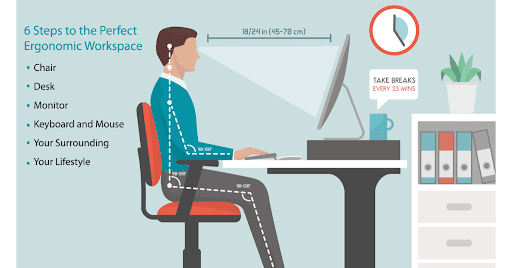 6 Steps to the Perfect
Ergonomic Workspace
• Chair
• Desk
• Monitor
• Keyboard and Mouse
• Your Surrounding
• Your Lifestyle
18/24 in (45-70 cm)
TAKE BREAKS
EVERY 25 MINS
90-120°
90-120°
90-120°